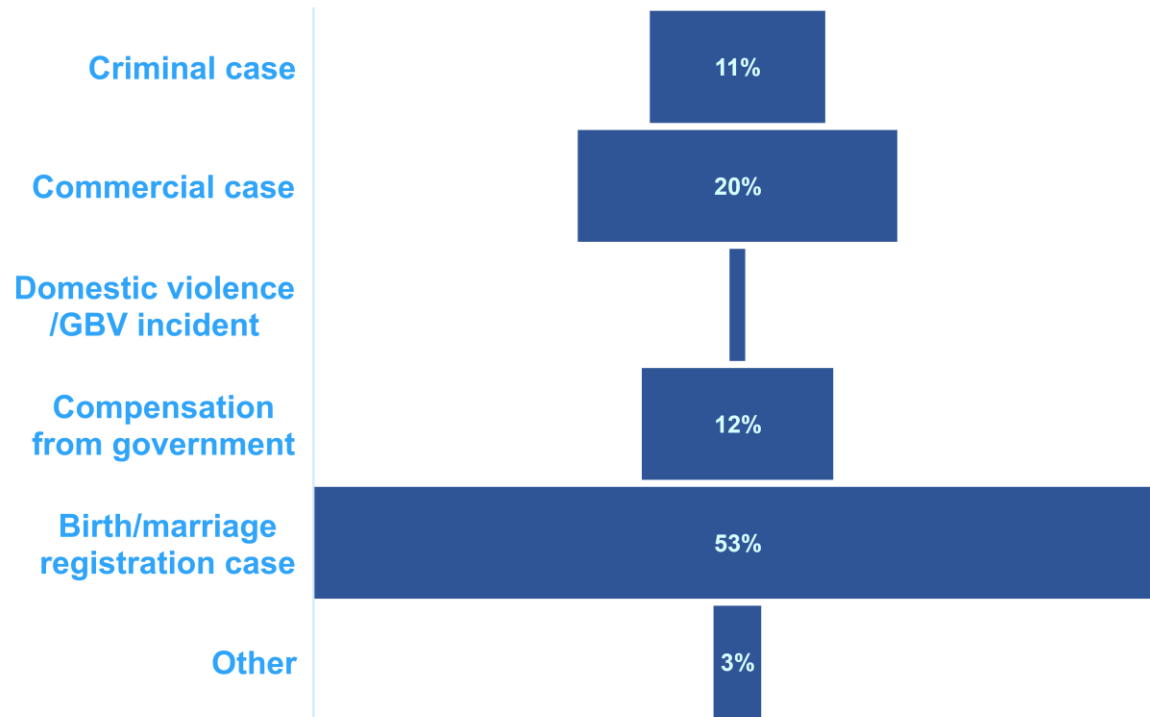 Criminal case
11%
Commercial case
20%
Domestic violence
/GBV incident
Compensation
from government
12%
Birth/marriage
registration case
53%
Other
3%